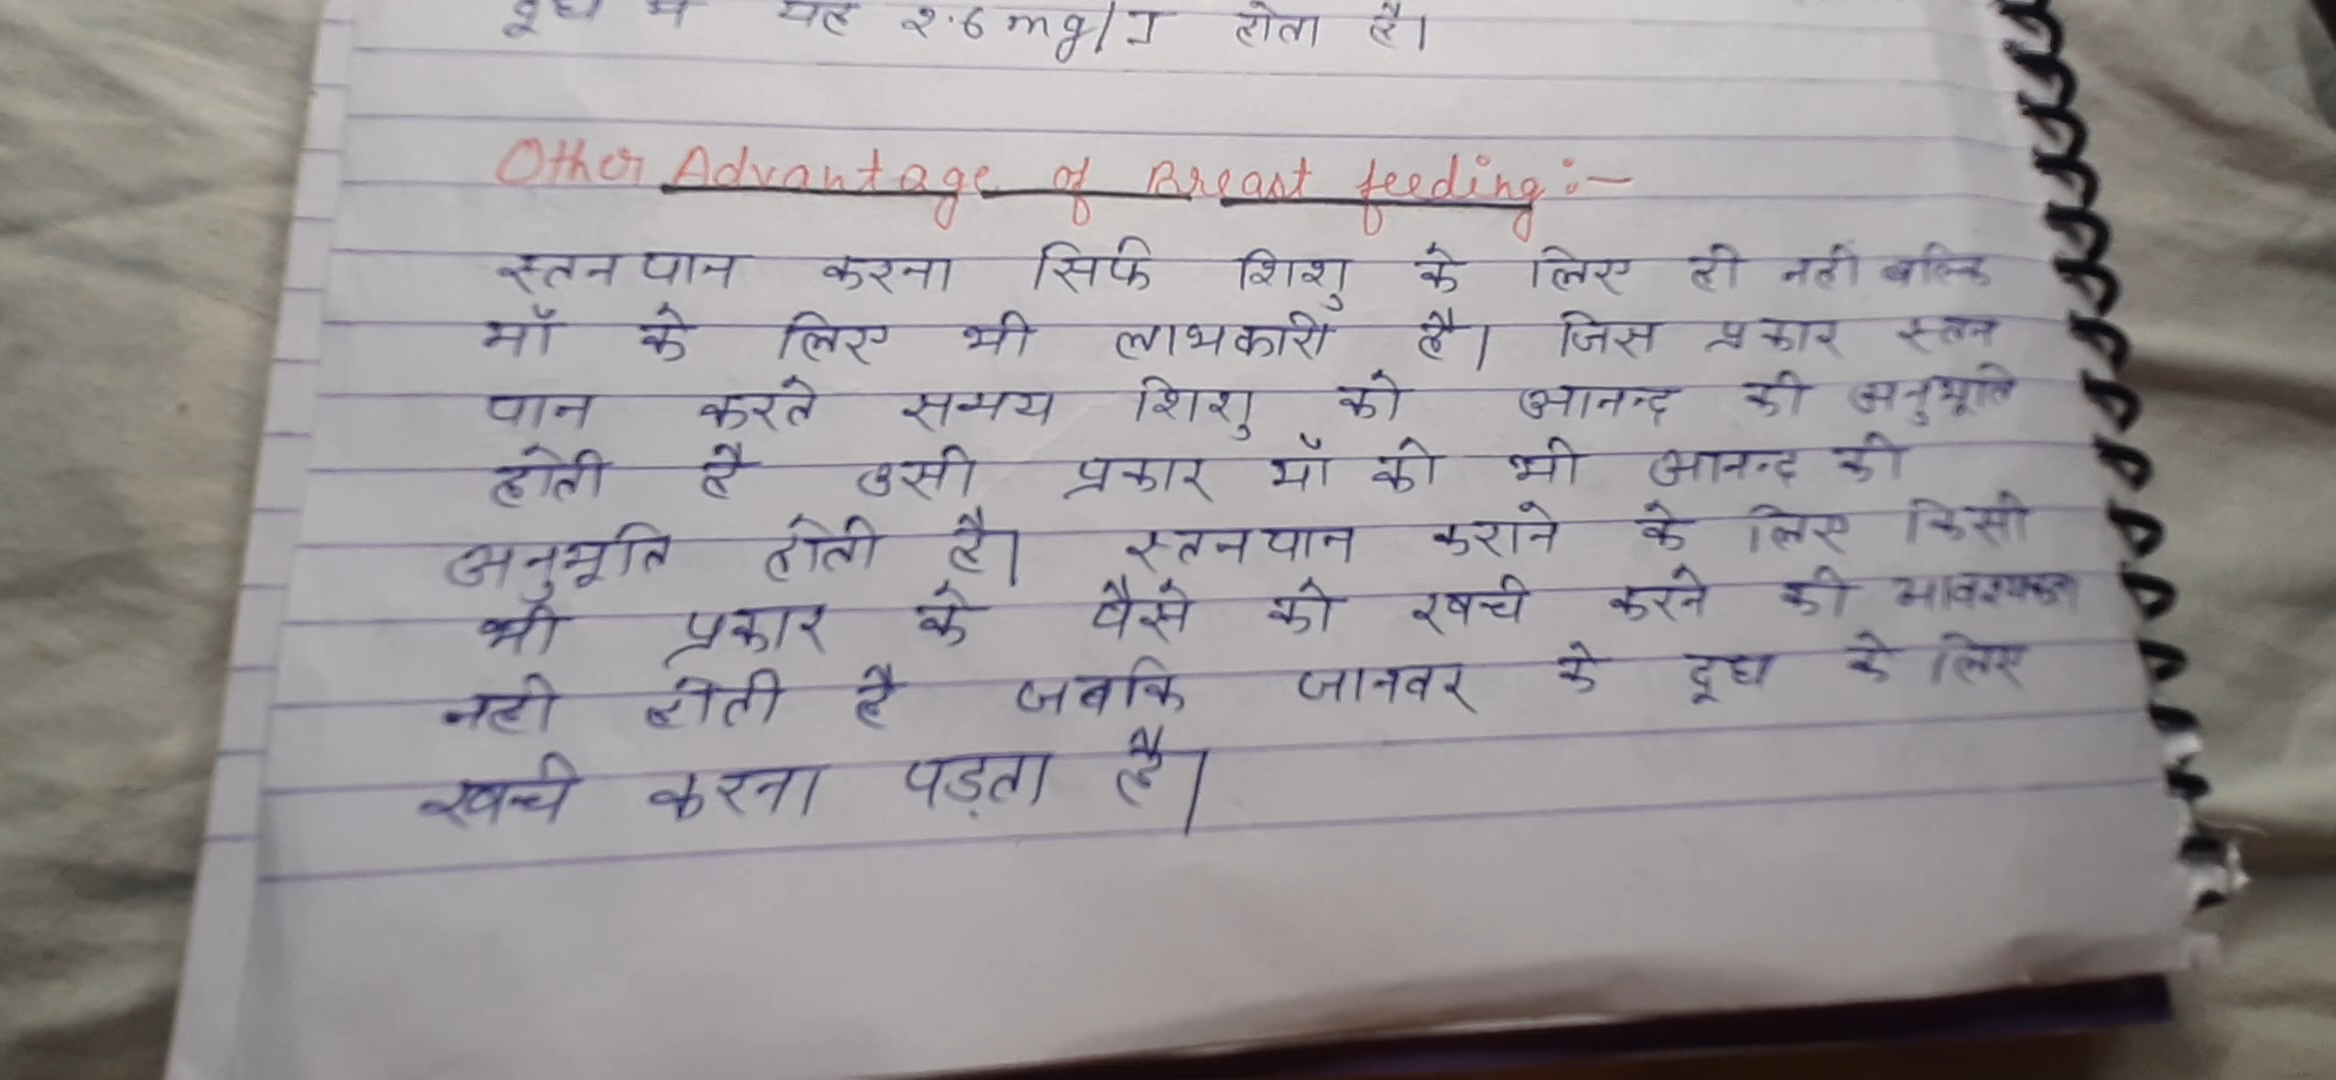 दूध में यह 2.6 mg/I होता है।
Other Advantage of Breast feeding :-
स्तनपान करना सिर्फ शिशु के लिए ही नही बल्कि
माँ के लिए भी लाभकारी है। जिस प्रकार स्तन
पान करते समय शिशु को आनन्द की अनुभूति
होती है उसी प्रकार माँ को भी आनन्द की
अनुभूति होती है। स्तनपान कराने के लिए किसी
भी प्रकार के पैसे को खर्च करने की आवश्यकता
नही होती है जबकि जानवर के दूध के लिए
खर्च करना पड़ता है।